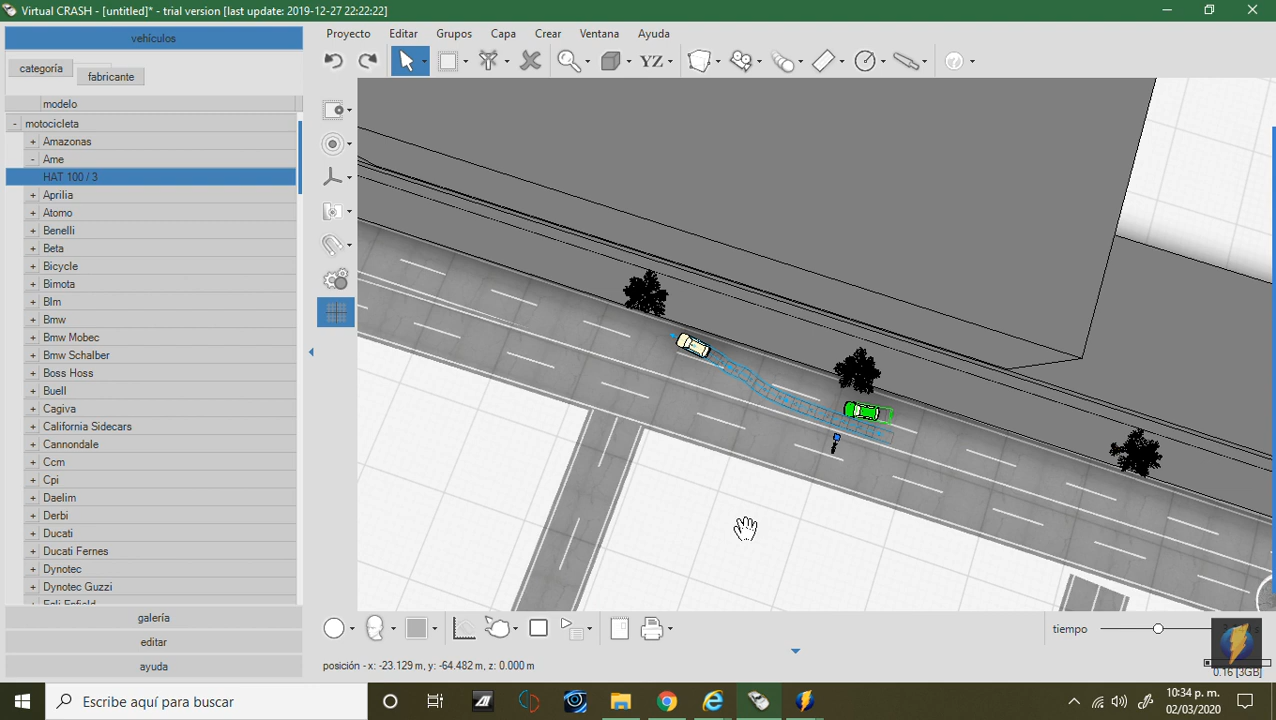 Virtual CRASH - [untitled]* - trial version [last update: 2019-12-27 22:22:22]
vehículos
Proyecto Editar Grupos Capa Crear Ventana Ayuda
categoría
fabricante
YZ
modelo
- motocicleta
+ Amazonas
- Ame
HAT 100 / 3
+ Aprilia
+ Atomo
+ Benelli
+ Beta
+ Bicycle
+ Bimota
+ Blm
+ Bmw
+ Bmw Mobec
+ Bmw Schalber
+ Boss Hoss
+ Buell
+ Cagiva
+ California Sidecars
+ Cannondale
+ Ccm
+ Cpi
+ Daelim
+ Derbi
+ Ducati
+ Ducati Fernes
+ Dynotec
+ Dynotec Guzzi
galería
editar
ayuda
tiempo
posición - x: -23.129 m, y: -64.482 m, z: 0.000 m
0.16 [3GB]
Escribe aquí para buscar
10:34 p. m.
02/03/2020